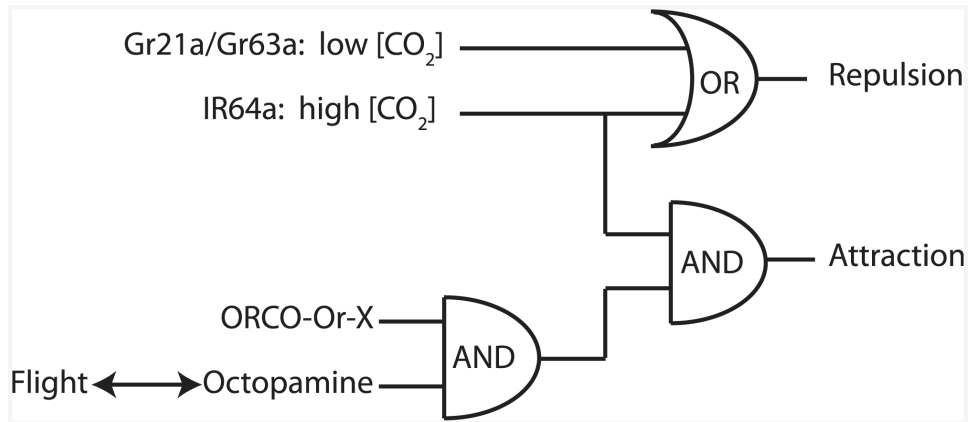 Gr21a/Gr63a: low [CO₂]
OR
Repulsion
IR64a: high [CO₂]
AND
Attraction
ORCO-Or-X
AND
Flight
Octopamine